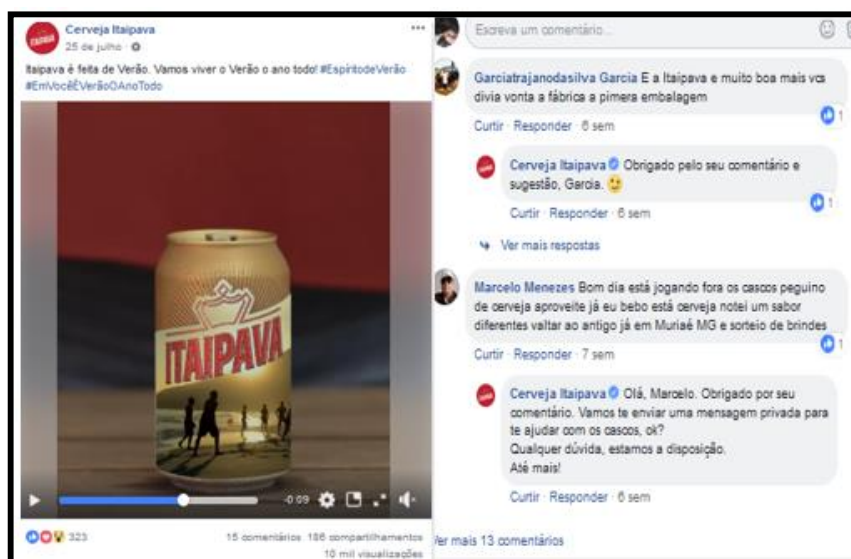 Cerveja Itaipava
25 de julho
Itaipava é feita de Verão. Vamos viver o Verão o ano todo! #EspíritodeVerão
#EmVocêÉVerãoOAnoTodo
ITAIPAVA
-0:09
323
15 comentários 186 compartilhamentos
10 mil visualizações
Escreva um comentário...
Garciatrajanodasilva Garcia E a Itaipava e muito boa mais vcs
divia vonta a fábrica a pimera embalagem
1
Curtir · Responder · 6 sem
Cerveja Itaipava Obrigado pelo seu comentário e
sugestão, Garcia.
1
Curtir · Responder · 6 sem
Ver mais respostas
Marcelo Menezes Bom dia está jogando fora os cascos peguino
de cerveja aproveite já eu bebo está cerveja notei um sabor
diferentes valtar ao antigo já em Muriaé MG e sorteio de brindes
1
Curtir · Responder · 7 sem
Cerveja Itaipava Olá, Marcelo. Obrigado por seu
comentário. Vamos te enviar uma mensagem privada para
te ajudar com os cascos, ok?
Qualquer dúvida, estamos a disposição.
Até mais!
Curtir · Responder · 6 sem
Ver mais 13 comentários